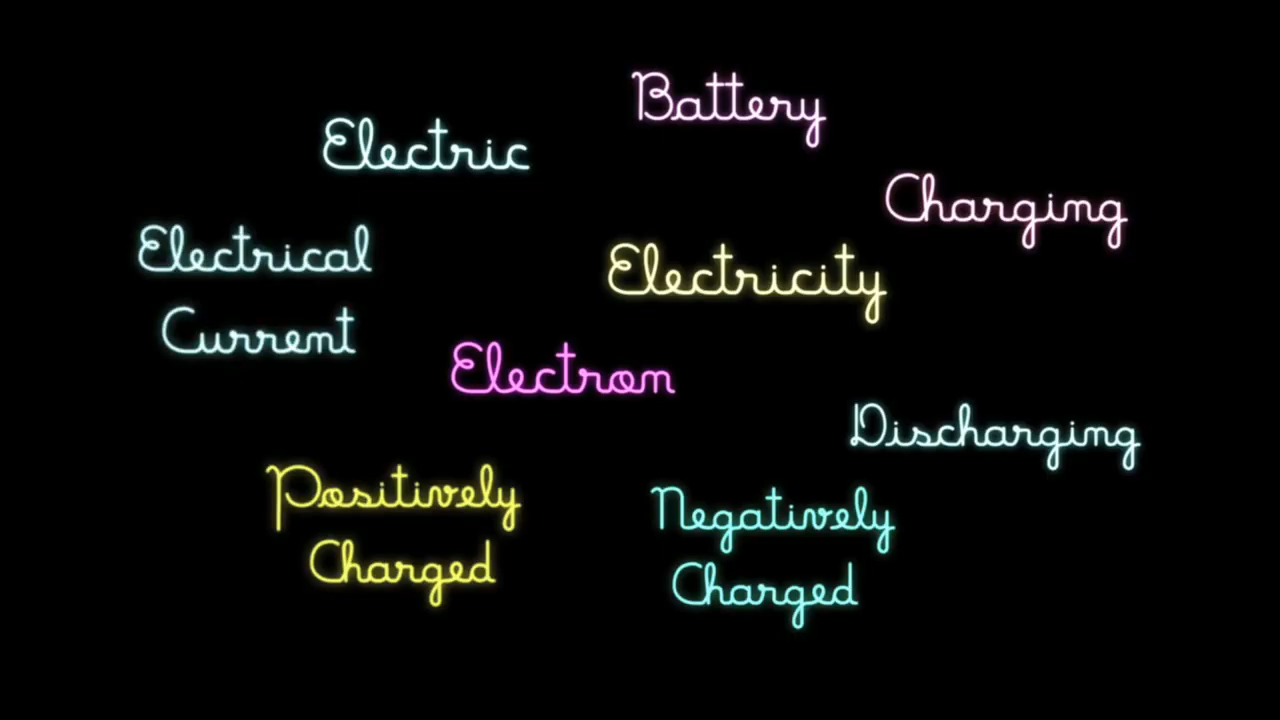 Battery
Electric
Charging
Electrical
Current
Electricity
Electron
Discharging
Positively
Charged
Negatively
Charged